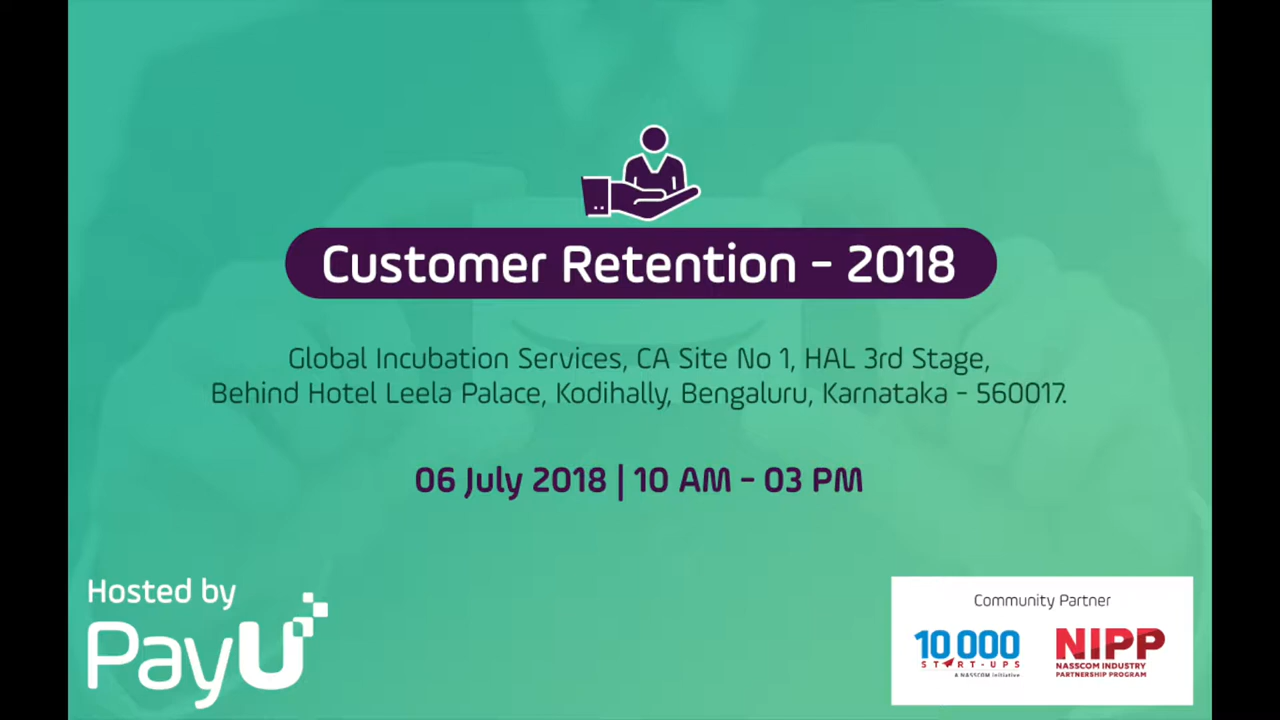 Customer Retention - 2018
Global Incubation Services, CA Site No 1, HAL 3rd Stage,
Behind Hotel Leela Palace, Kodihally, Bengaluru, Karnataka - 560017.
06 July 2018 | 10 AM - 03 PM
Hosted by
PayU
Community Partner
10,000
START-UPS
A NASSCOM initiative
NIPP
NASSCOM INDUSTRY
PARTNERSHIP PROGRAM